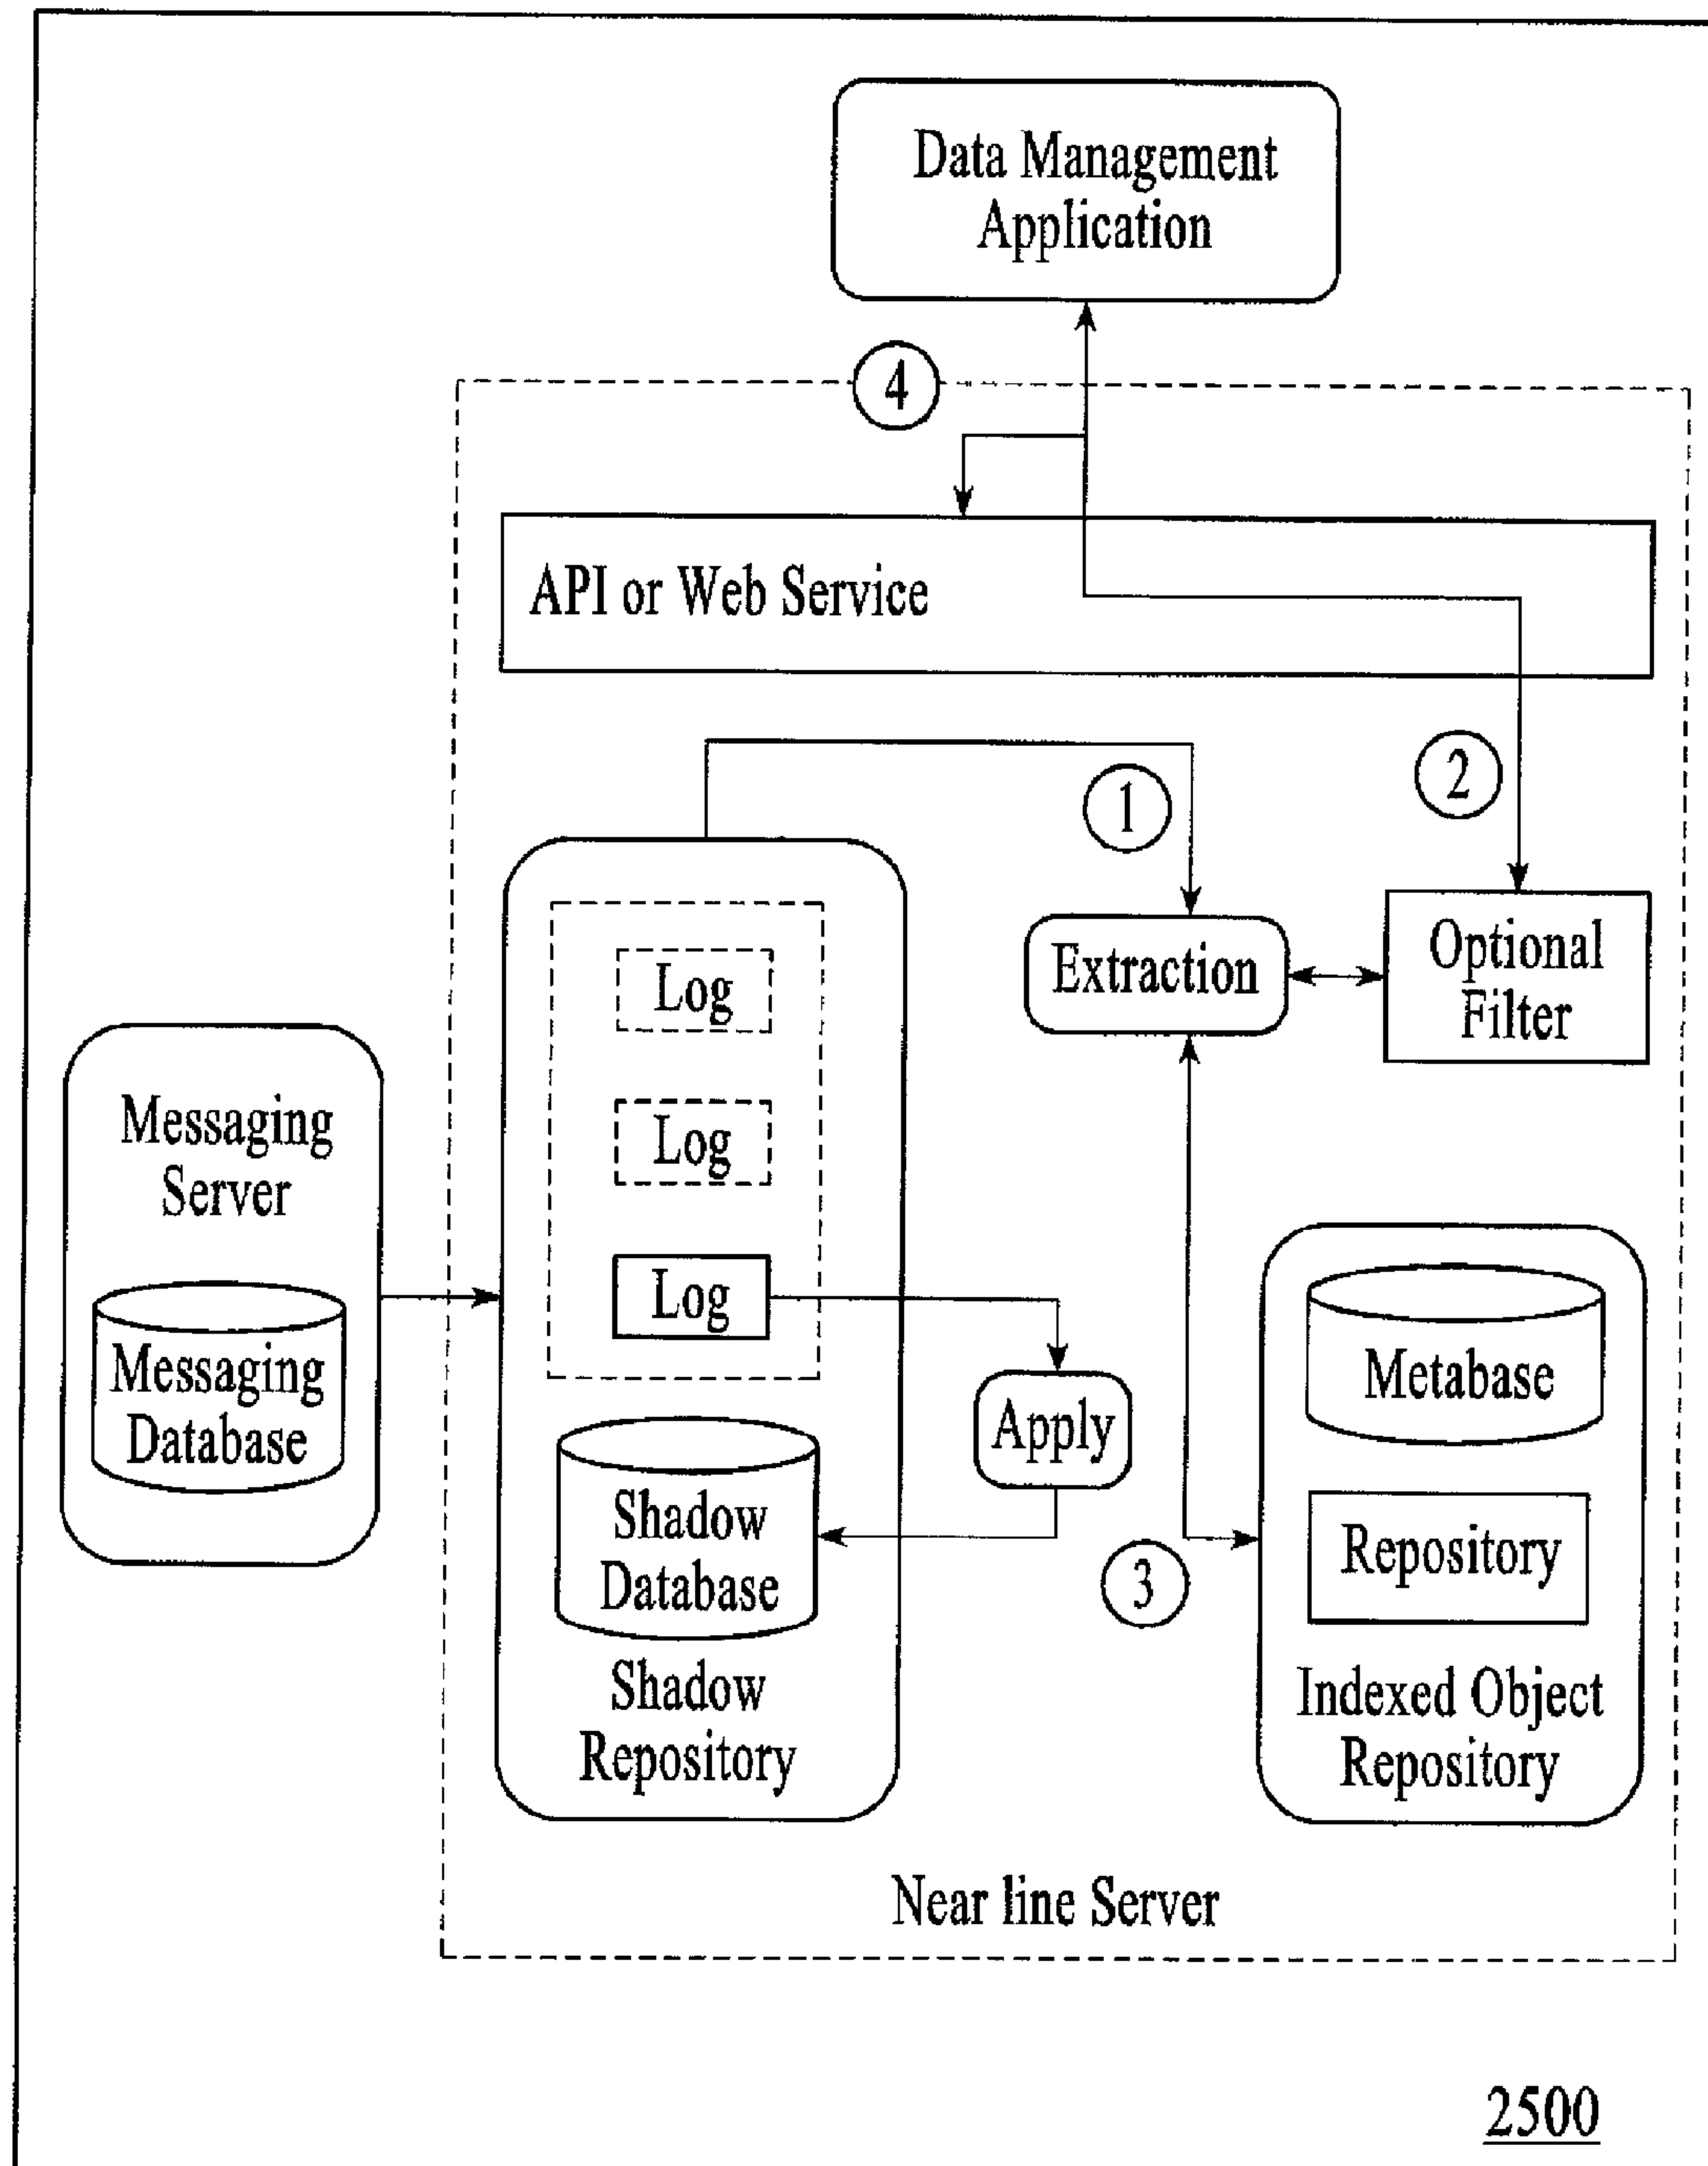 Data Management
Application
4
API or Web Service
2
1
Log
Extraction
Optional
Filter
Log
Messaging
Server
Log
Messaging
Database
Apply
Metabase
Shadow
Database
Repository
3
Shadow
Repository
Indexed Object
Repository
Near line Server
2500